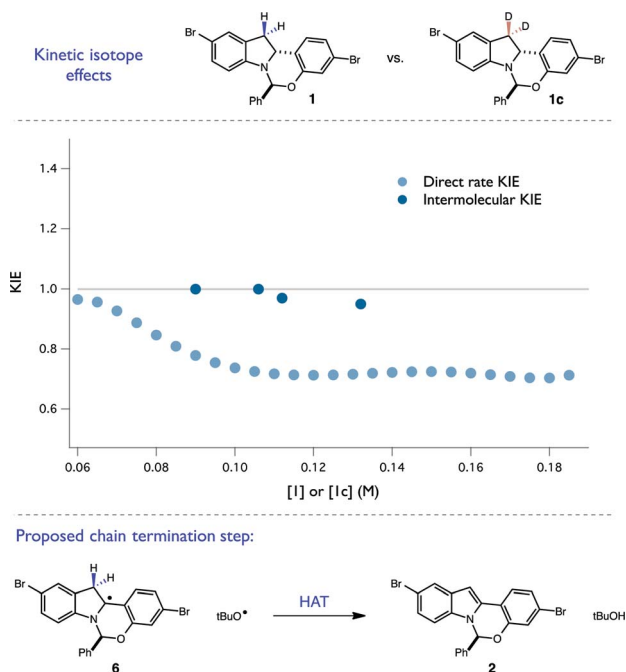 Kinetic isotope
effects
Br
H
H
N
O
Br
Ph
1
vs.
Br
D
D
N
O
Br
Ph
1c
1.4
1.2
1.0
0.8
0.6
KIE
Direct rate KIE
Intermolecular KIE
0.06
0.08
0.10
0.12
0.14
0.16
0.18
[1] or [1c] (M)
Proposed chain termination step:
Br
H
H
N
O
Br
Ph
6
tBuO•
HAT
Br
N
O
Br
Ph
2
tBuOH